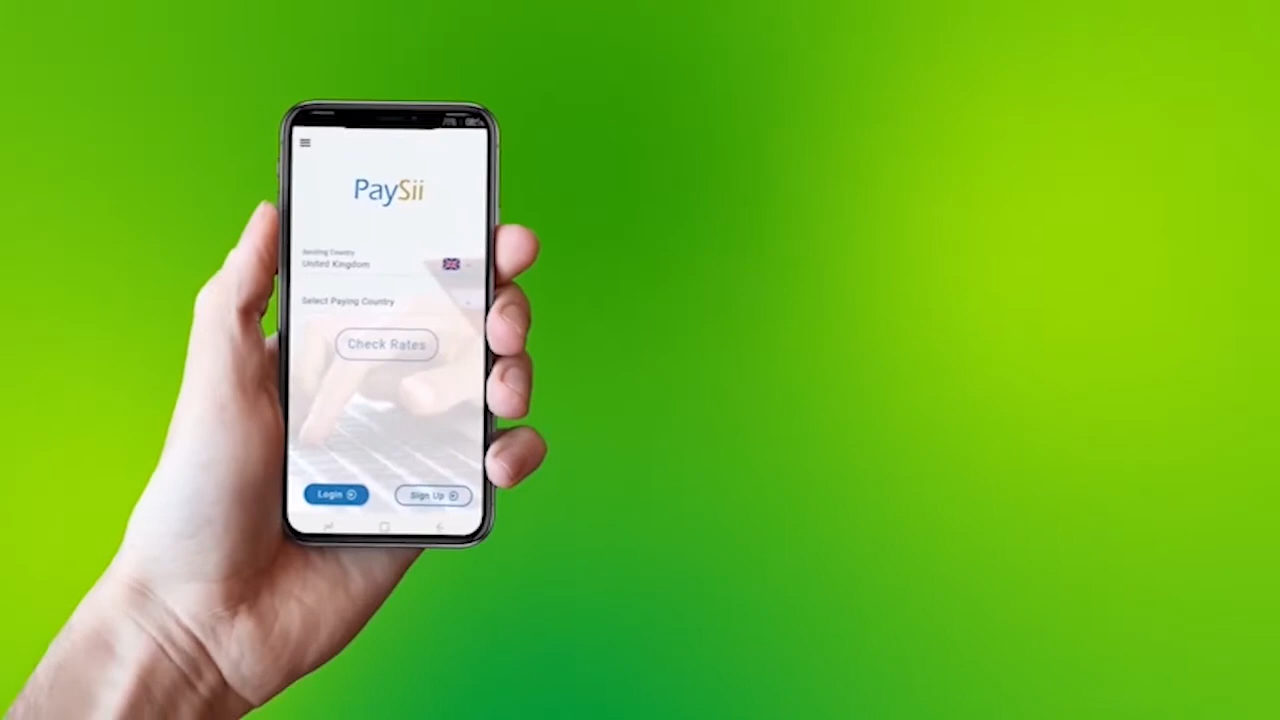 PaySii
Sending Country
United Kingdom
Select Paying Country
Check Rates
Login
Sign Up